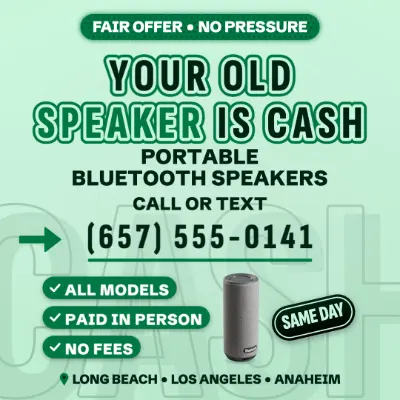 FAIR OFFER • NO PRESSURE
YOUR OLD
SPEAKER IS CASH
PORTABLE
BLUETOOTH SPEAKERS
CALL OR TEXT
(657) 555-0141
CASH
ALL MODELS
PAID IN PERSON
NO FEES
SAME DAY
LONG BEACH • LOS ANGELES • ANAHEIM